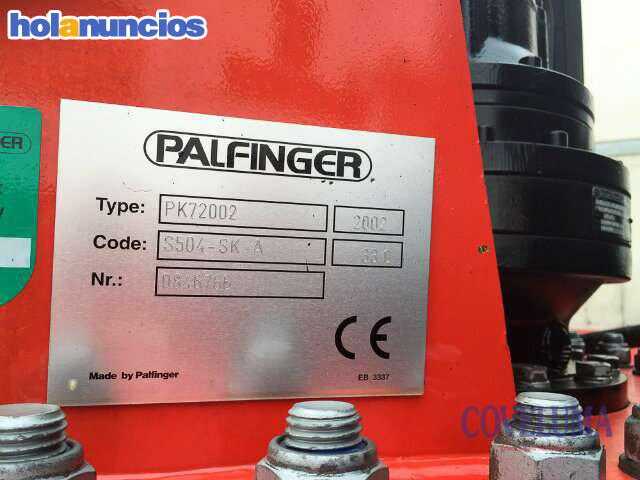 holanuncios
PALFINGER
Type: PK72002 2002
Code: S504-SK-A
Nr.:
CE
Made by Palfinger
EB 3337